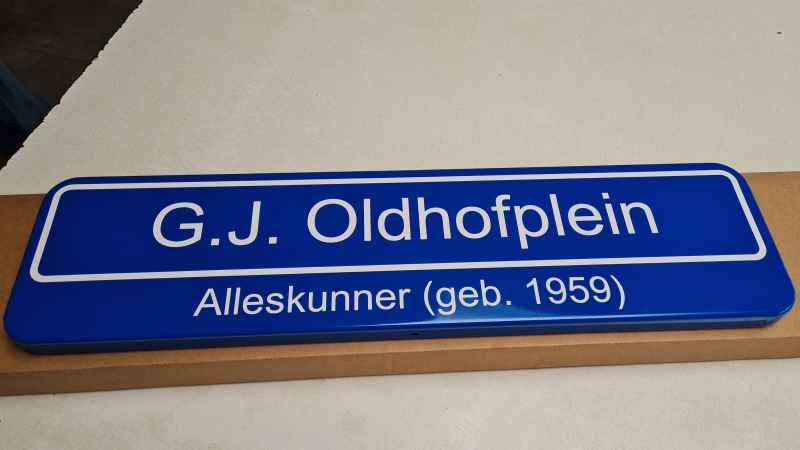 G.J. Oldhofplein
Alleskunner (geb. 1959)